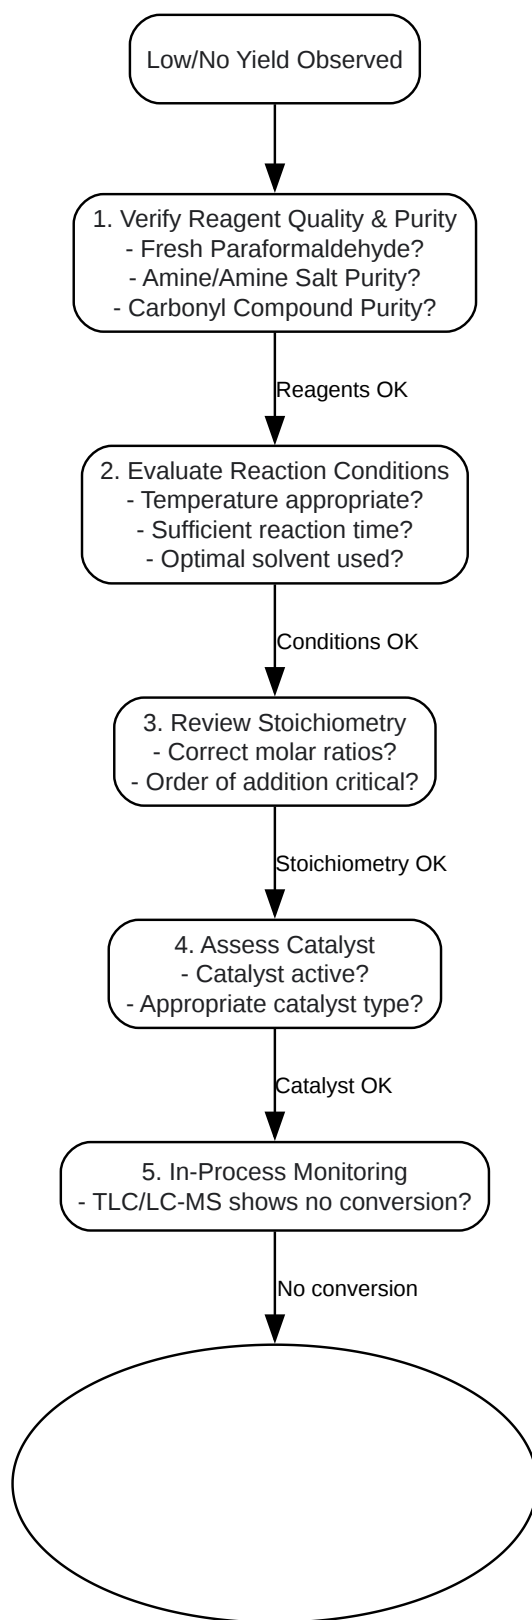 Low/No Yield Observed
1. Verify Reagent Quality & Purity
- Fresh Paraformaldehyde?
- Amine/Amine Salt Purity?
- Carbonyl Compound Purity?
Reagents OK
2. Evaluate Reaction Conditions
- Temperature appropriate?
- Sufficient reaction time?
- Optimal solvent used?
Conditions OK
3. Review Stoichiometry
- Correct molar ratios?
- Order of addition critical?
Stoichiometry OK
4. Assess Catalyst
- Catalyst active?
- Appropriate catalyst type?
Catalyst OK
5. In-Process Monitoring
- TLC/LC-MS shows no conversion?
No conversion